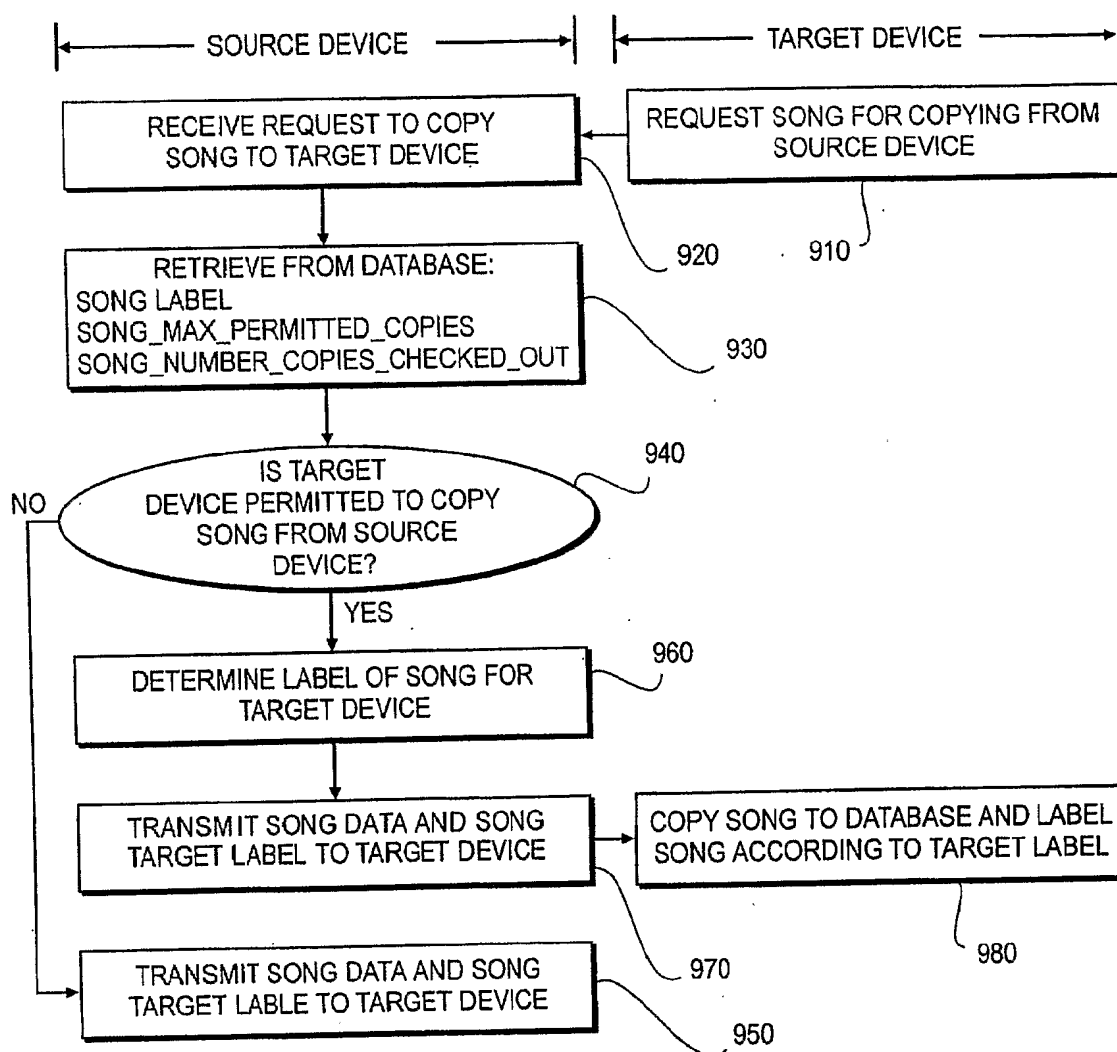 SOURCE DEVICE
TARGET DEVICE
REQUEST SONG FOR COPYING FROM
SOURCE DEVICE
910
RECEIVE REQUEST TO COPY
SONG TO TARGET DEVICE
920
RETRIEVE FROM DATABASE:
SONG LABEL
SONG_MAX_PERMITTED_COPIES
SONG_NUMBER_COPIES_CHECKED_OUT
930
IS TARGET
DEVICE PERMITTED TO COPY
SONG FROM SOURCE
DEVICE?
940
NO
YES
DETERMINE LABEL OF SONG FOR
TARGET DEVICE
960
TRANSMIT SONG DATA AND SONG
TARGET LABEL TO TARGET DEVICE
970
COPY SONG TO DATABASE AND LABEL
SONG ACCORDING TO TARGET LABEL
980
TRANSMIT SONG DATA AND SONG
TARGET LABLE TO TARGET DEVICE
950